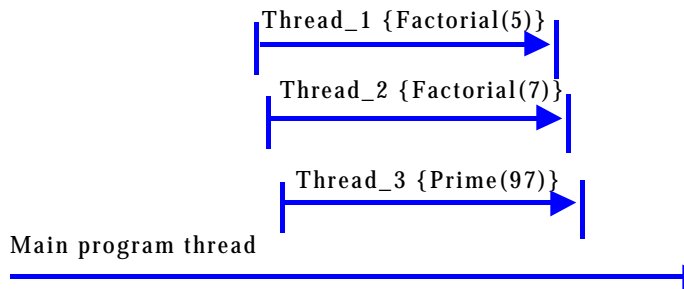 Thread_1 {Factorial(5)}
Thread_2 {Factorial(7)}
Thread_3 {Prime(97)}
Main program thread